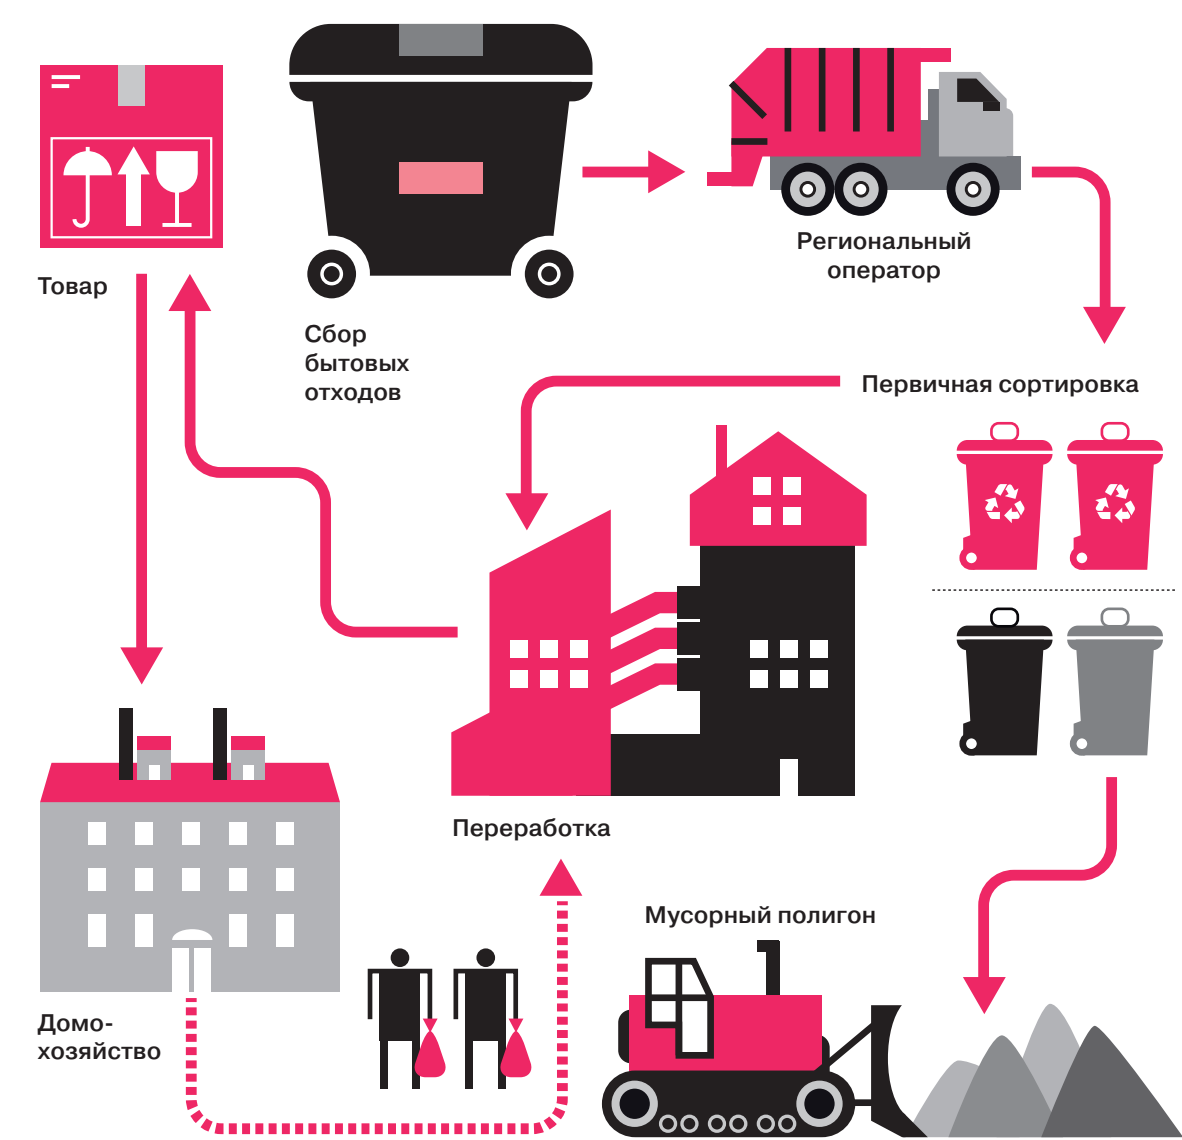 Товар
Сбор
бытовых
отходов
Региональный
оператор
Первичная сортировка
Переработка
Мусорный полигон
Домо-
хозяйство